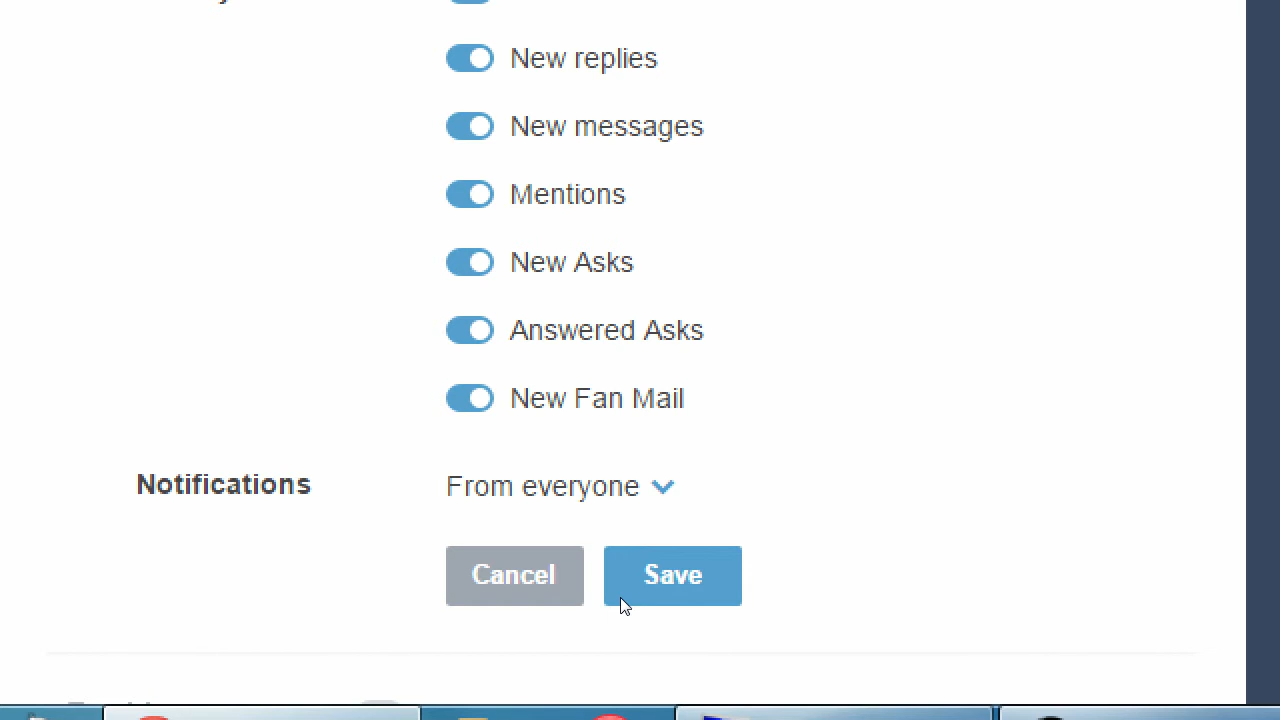 New replies
New messages
Mentions
New Asks
Answered Asks
New Fan Mail
Notifications From everyone
Cancel Save